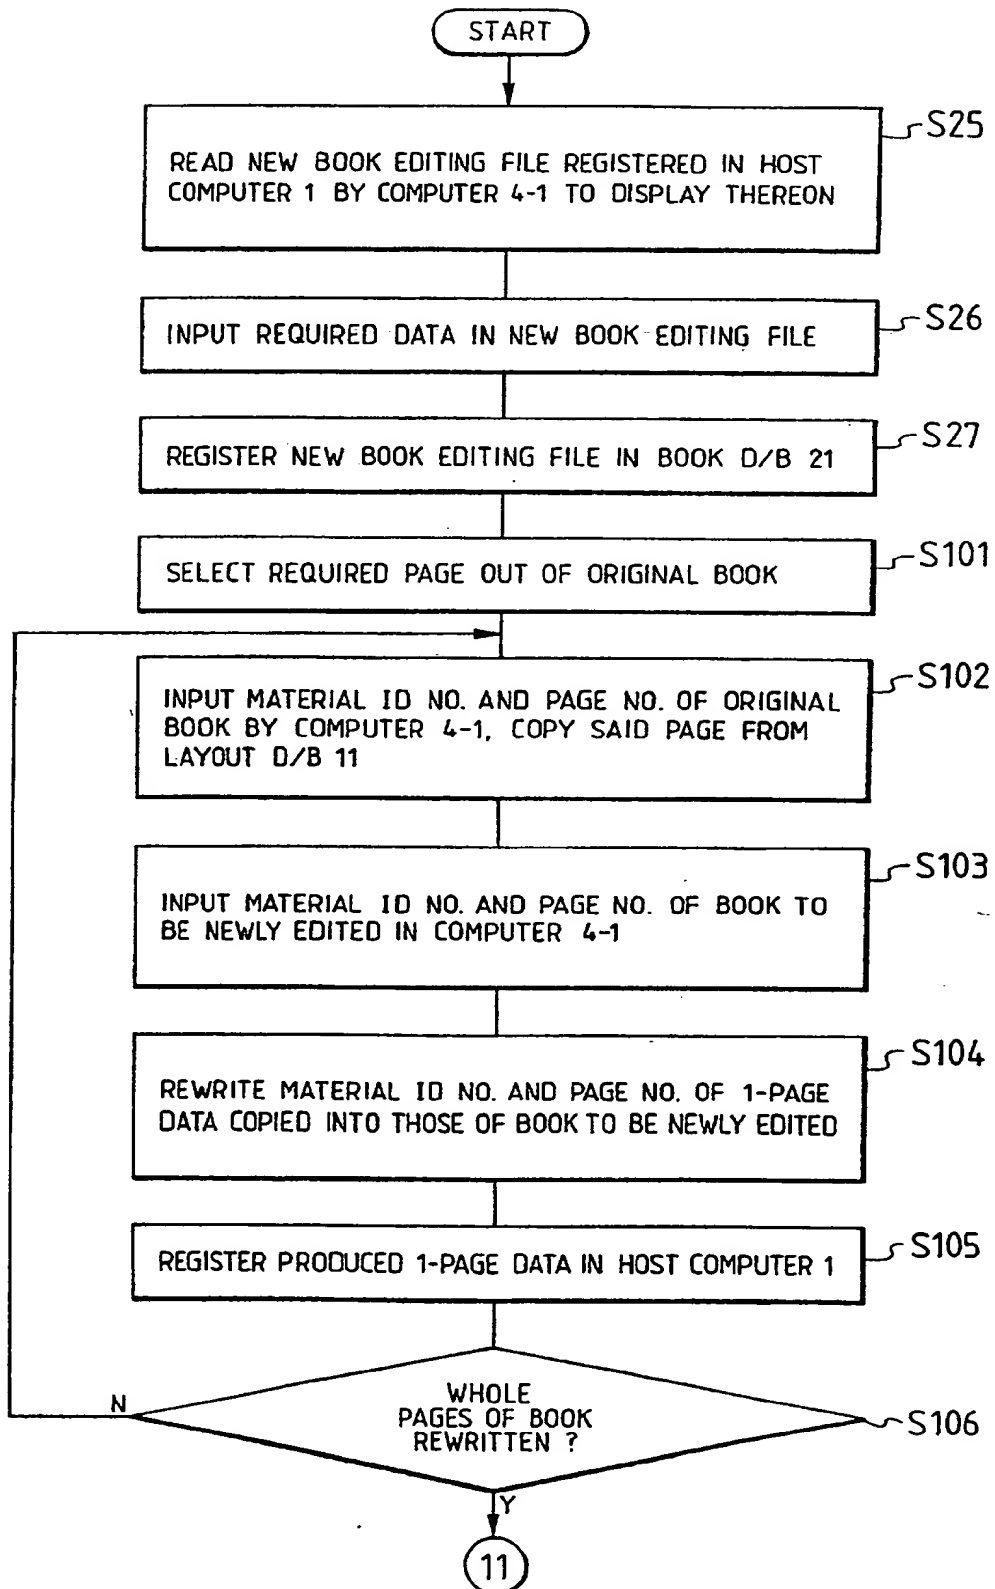 START
S25
READ NEW BOOK EDITING FILE REGISTERED IN HOST
COMPUTER 1 BY COMPUTER 4-1 TO DISPLAY THEREON
S26
INPUT REQUIRED DATA IN NEW BOOK EDITING FILE
S27
REGISTER NEW BOOK EDITING FILE IN BOOK D/B 21
S101
SELECT REQUIRED PAGE OUT OF ORIGINAL BOOK
S102
INPUT MATERIAL ID NO. AND PAGE NO. OF ORIGINAL
BOOK BY COMPUTER 4-1, COPY SAID PAGE FROM
LAYOUT D/B 11
S103
INPUT MATERIAL ID NO. AND PAGE NO. OF BOOK TO
BE NEWLY EDITED IN COMPUTER 4-1
S104
REWRITE MATERIAL ID NO. AND PAGE NO. OF 1-PAGE
DATA COPIED INTO THOSE OF BOOK TO BE NEWLY EDITED
S105
REGISTER PRODUCED 1-PAGE DATA IN HOST COMPUTER 1
N
WHOLE
PAGES OF BOOK
REWRITTEN ?
S106
Y
11